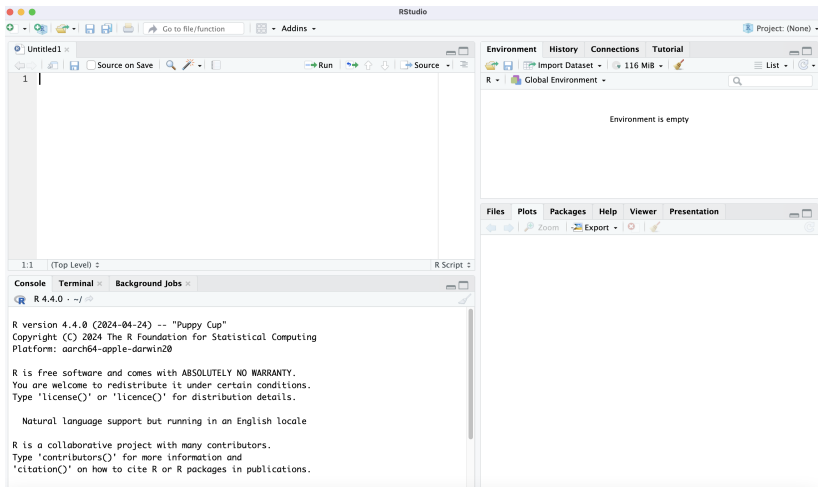 RStudio
Go to file/function
Addins
Project: (None)
Untitled1
Source on Save
Run
Source
1
1:1
(Top Level)
R Script
Console
Terminal
Background Jobs
R 4.4.0 · ~/
R version 4.4.0 (2024-04-24) -- "Puppy Cup"
Copyright (C) 2024 The R Foundation for Statistical Computing
Platform: aarch64-apple-darwin20
R is free software and comes with ABSOLUTELY NO WARRANTY.
You are welcome to redistribute it under certain conditions.
Type 'license()' or 'licence()' for distribution details.
Natural language support but running in an English locale
R is a collaborative project with many contributors.
Type 'contributors()' for more information and
'citation()' on how to cite R or R packages in publications.
Environment
History
Connections
Tutorial
Import Dataset
116 MiB
List
R
Global Environment
Environment is empty
Files
Plots
Packages
Help
Viewer
Presentation
Zoom
Export